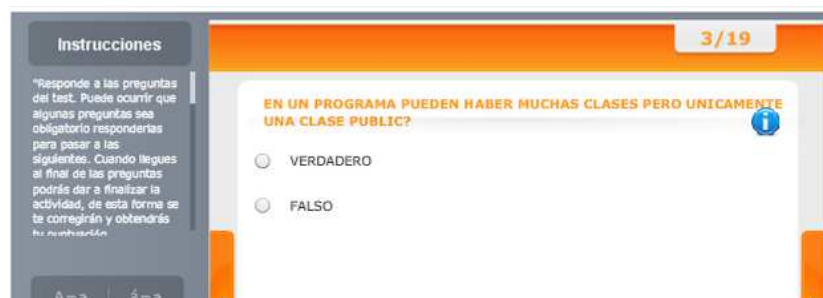 Instrucciones
3/19
"Responde a las preguntas
del test. Puede ocurrir que
algunas preguntas sea
obligatorio responderlas
para pasar a las
siguientes. Cuando llegues
al final de las preguntas
podrás dar a finalizar la
actividad, de esta forma se
te corregirán y obtendrás
tu puntuación
EN UN PROGRAMA PUEDEN HABER MUCHAS CLASES PERO UNICAMENTE
UNA CLASE PUBLIC?
VERDADERO
FALSO